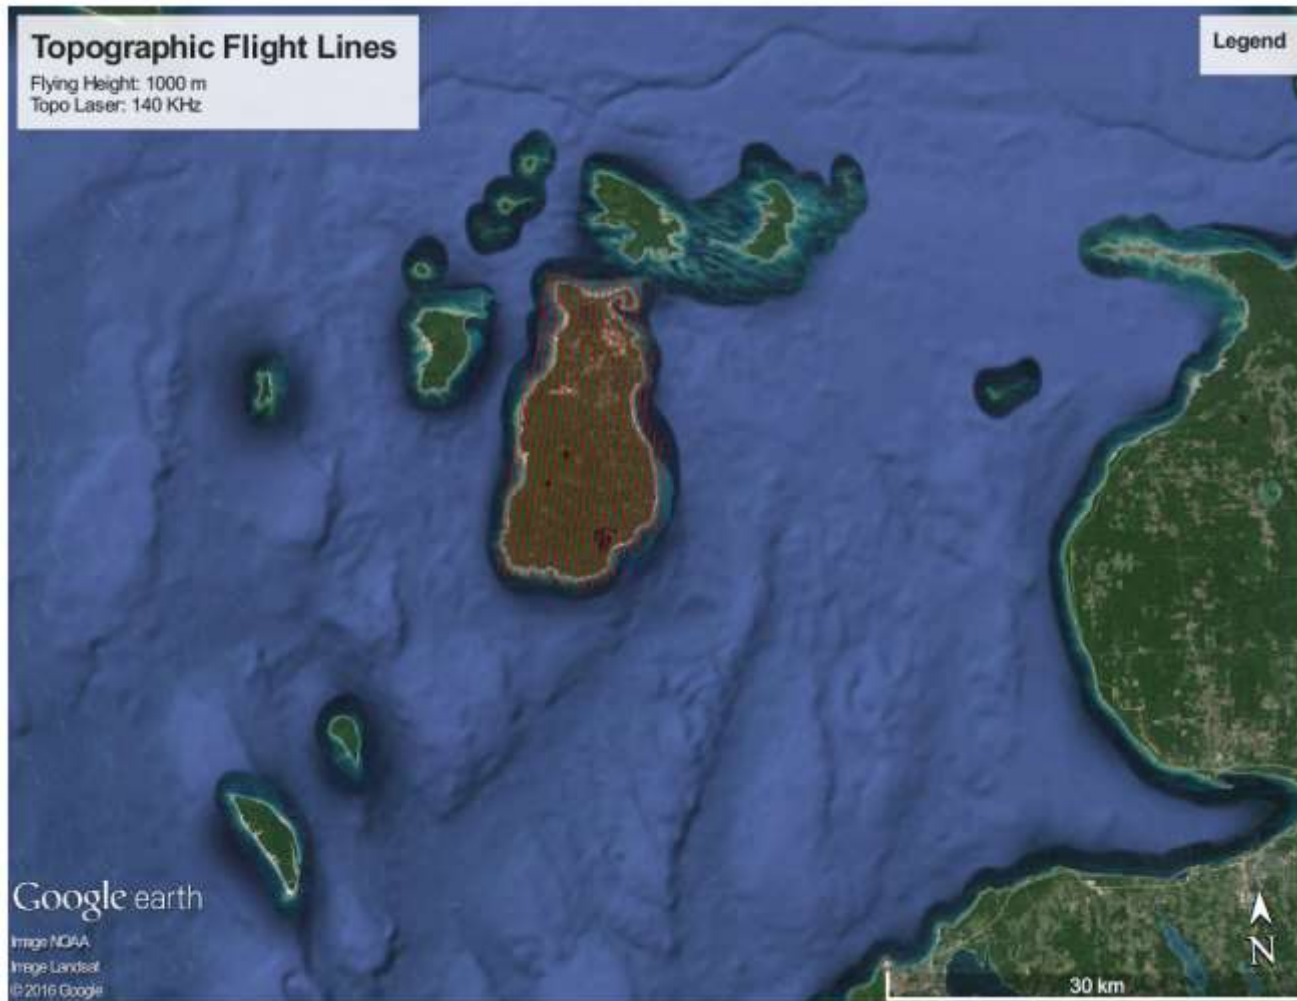 Topographic Flight Lines
Flying Height: 1000 m
Topo Laser: 140 KHz
Legend
Google earth
Image NOAA
Image Landsat
© 2016 Google
N
30 km